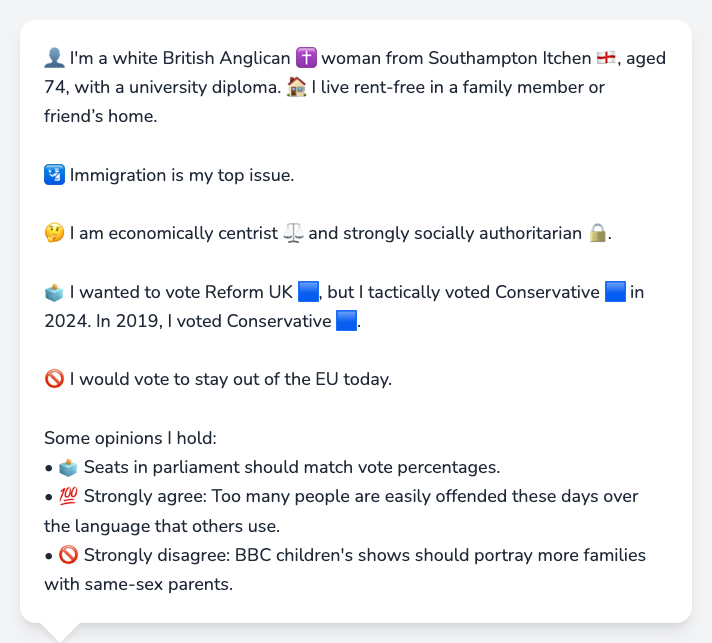 👤 I'm a white British Anglican ✝️ woman from Southampton Itchen 🏴󠁧󠁢󠁥󠁮󠁧󠁿, aged
74, with a university diploma. 🏠 I live rent-free in a family member or
friend’s home.
🛂 Immigration is my top issue.
🤔 I am economically centrist ⚖️ and strongly socially authoritarian 🔒.
🗳️ I wanted to vote Reform UK 🟦, but I tactically voted Conservative 🟦 in
2024. In 2019, I voted Conservative 🟦.
🚫 I would vote to stay out of the EU today.
Some opinions I hold:
• 🗳️ Seats in parliament should match vote percentages.
• 💯 Strongly agree: Too many people are easily offended these days over
the language that others use.
• 🚫 Strongly disagree: BBC children's shows should portray more families
with same-sex parents.